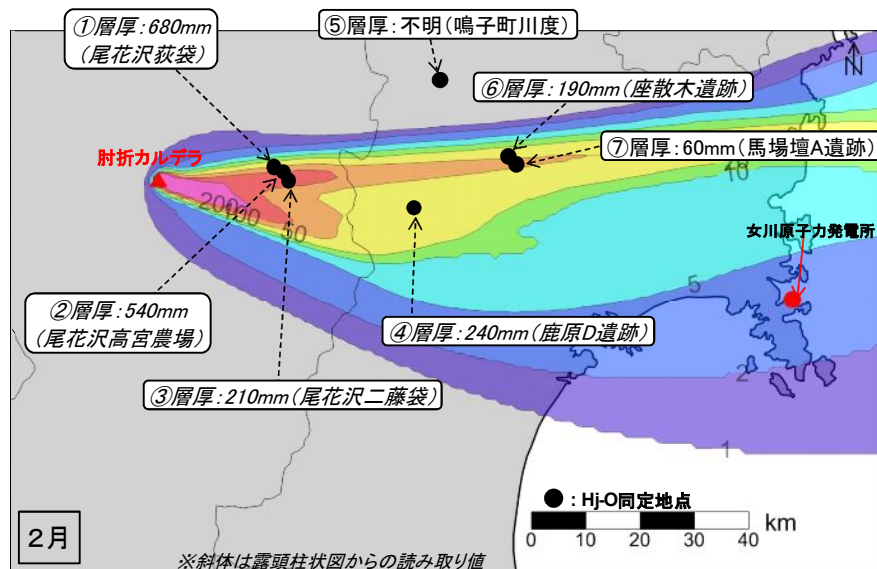 ①層厚：680mm
(尾花沢荻袋)
⑤層厚：不明(鳴子町川度)
N
⑥層厚：190mm(座散木遺跡)
肘折カルデラ
⑦層厚：60mm(馬場壇A遺跡)
20
10
200
100
50
女川原子力発電所
5
②層厚：540mm
(尾花沢高宮農場)
④層厚：240mm(鹿原D遺跡)
2
③層厚：210mm(尾花沢二藤袋)
1
●：Hj-O同定地点
km
0 10 20 30 40
2月
※斜体は露頭柱状図からの読み取り値